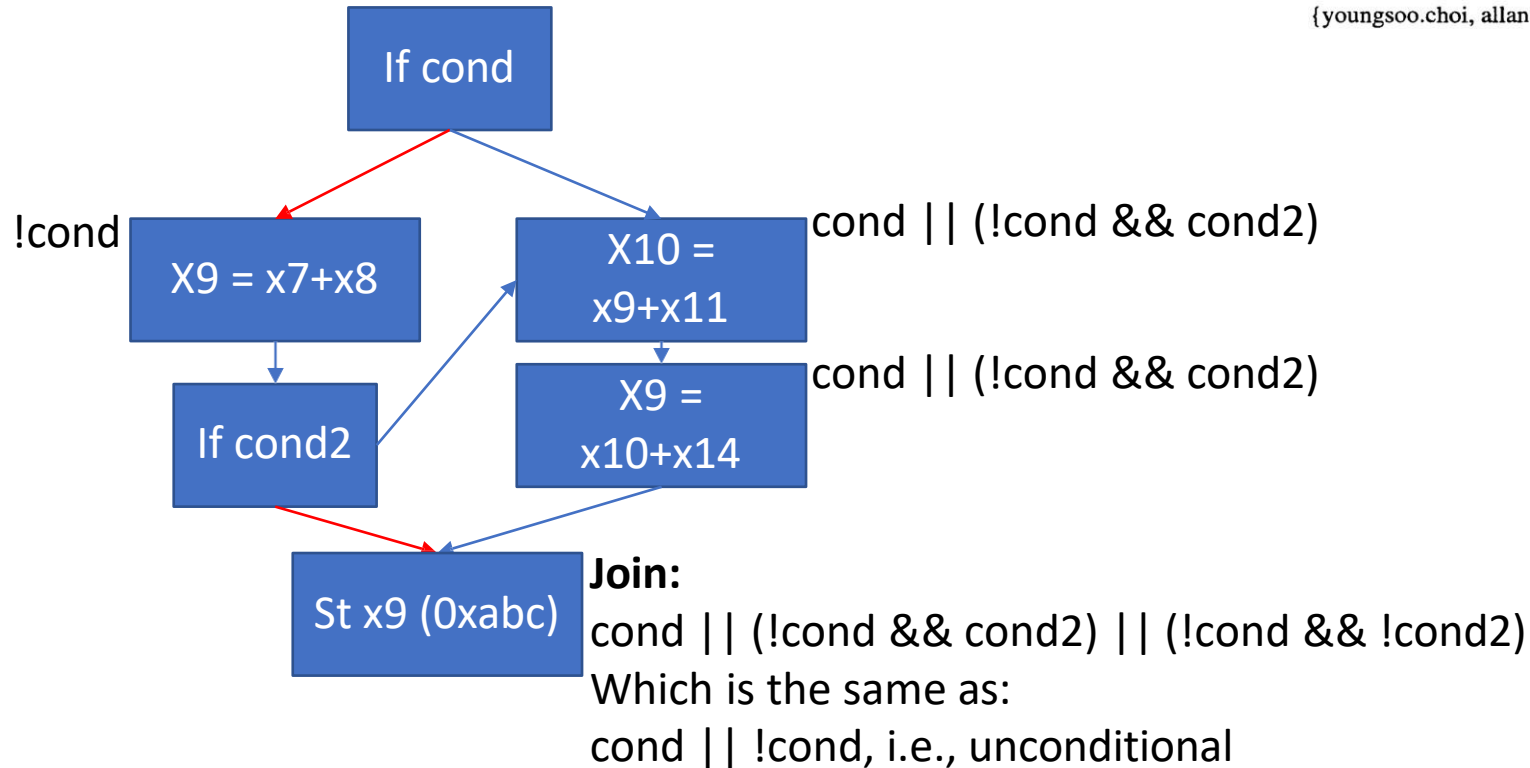 {youngsoo.choi, allan
If cond
!cond
X9 = x7+x8
X10 =
x9+x11
cond || (!cond && cond2)
If cond2
X9 =
x10+x14
cond || (!cond && cond2)
St x9 (0xabc)
Join:
cond || (!cond && cond2) || (!cond && !cond2)
Which is the same as:
cond || !cond, i.e., unconditional